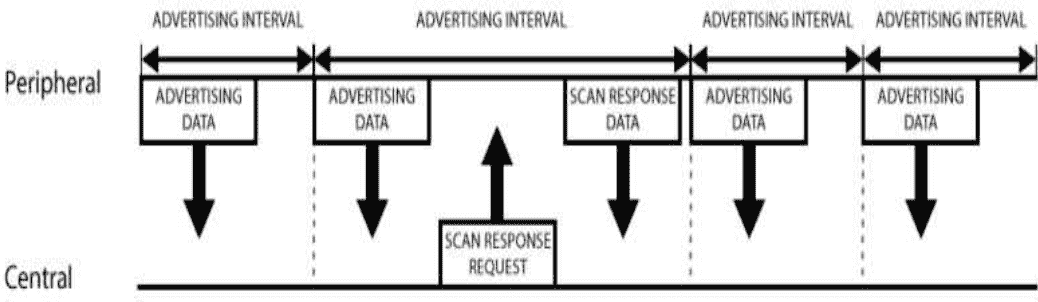 ADVERTISING INTERVAL ADVERTISING INTERVAL ADVERTISING INTERVAL ADVERTISING INTERVAL
Peripheral
ADVERTISING
DATA
ADVERTISING
DATA
SCAN RESPONSE
DATA
ADVERTISING
DATA
ADVERTISING
DATA
SCAN RESPONSE
REQUEST
Central